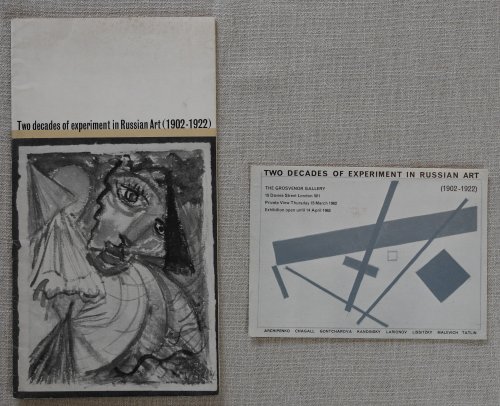 Two decades of experiment in Russian Art (1902-1922)
TWO DECADES OF EXPERIMENT IN RUSSIAN ART
(1902-1922)
THE GROSVENOR GALLERY
15 Davies Street London W1
Private View Thursday 15 March 1962
Exhibition open until 14 April 1962
ARCHIPENKO CHAGALL GONTCHAROVA KANDINSKY LARIONOV LISSITZKY MALEVICH TATLIN